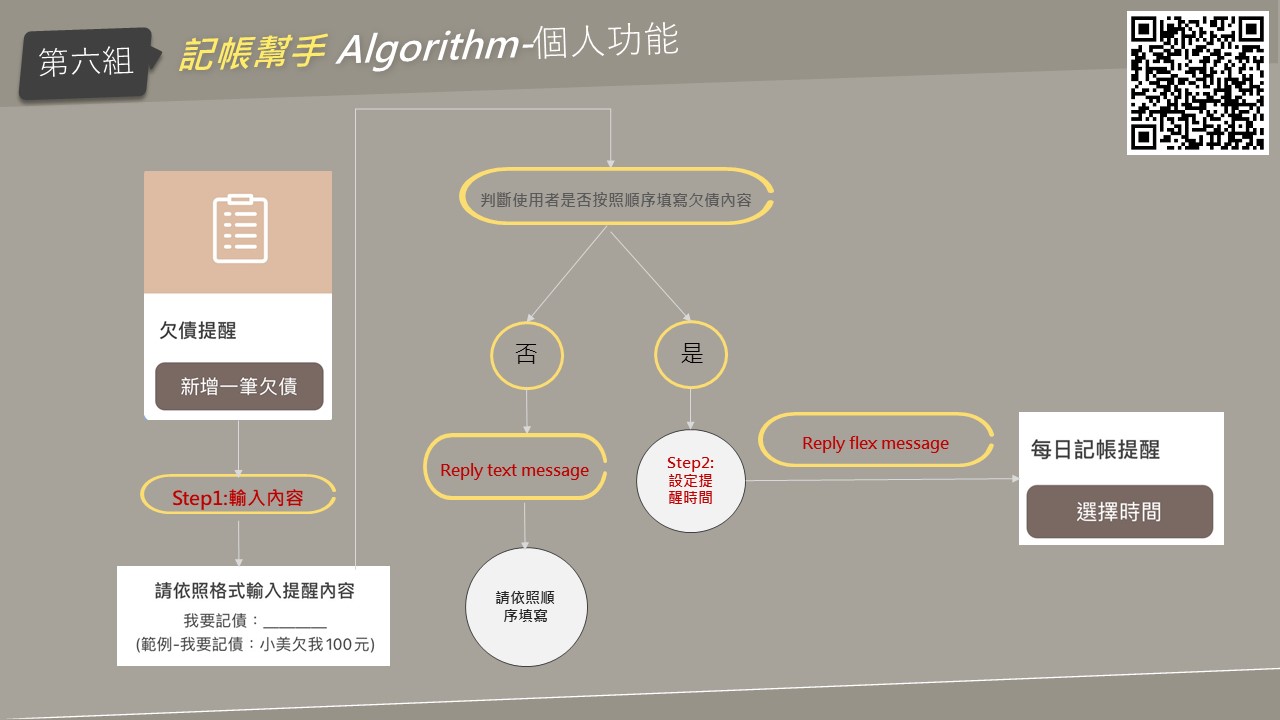 第六組
記帳幫手 Algorithm-個人功能
判斷使用者是否按照順序填寫欠債內容
欠債提醒
新增一筆欠債
否
是
Step1:輸入內容
Reply text message
Step2:
設定提
醒時間
Reply flex message
每日記帳提醒
選擇時間
請依照格式輸入提醒內容
我要記債：________
(範例-我要記債：小美欠我100元)
請依照順
序填寫